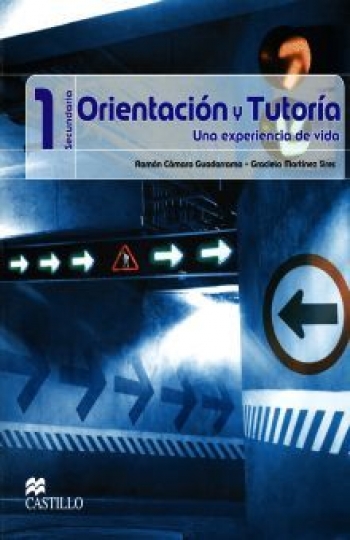 1
Secundaria
Orientación y Tutoría
Una experiencia de vida
Ramón Cámara Guadarrama • Graciela Martínez Sires
CASTILLO